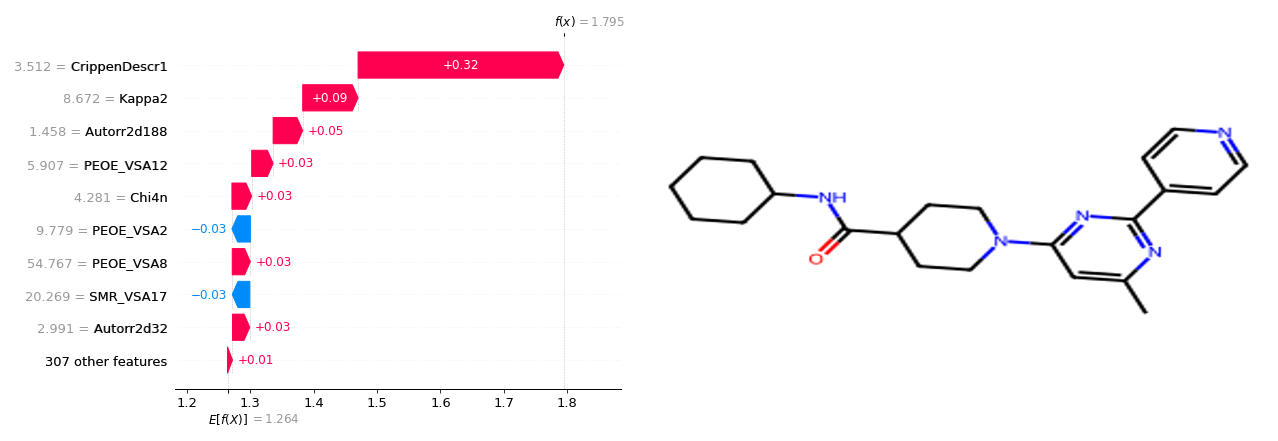 f(x) = 1.795
3.512 = CrippenDescr1
+0.32
8.672 = Kappa2
+0.09
1.458 = Autorr2d188
+0.05
5.907 = PEOE_VSA12
+0.03
4.281 = Chi4n
+0.03
9.779 = PEOE_VSA2
−0.03
54.767 = PEOE_VSA8
+0.03
20.269 = SMR_VSA17
−0.03
2.991 = Autorr2d32
+0.03
307 other features
+0.01
1.2 1.3 1.4 1.5 1.6 1.7 1.8
E[f(X)] = 1.264
N
NH
N
N
N
O